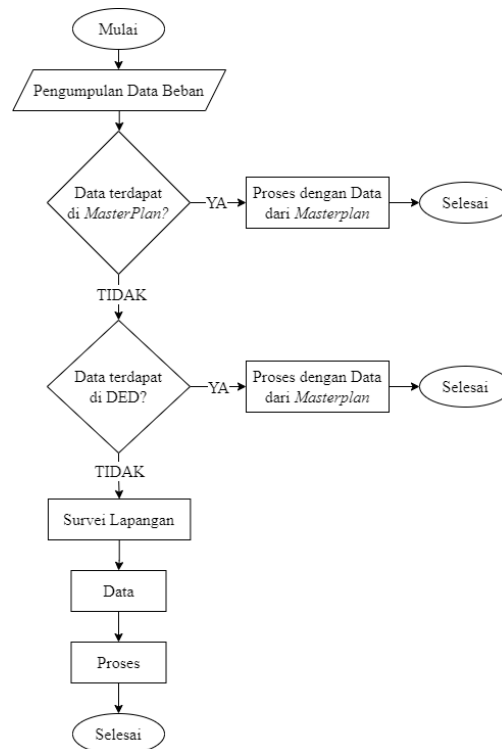 Mulai
Pengumpulan Data Beban
Data terdapat
di MasterPlan?
YA
Proses dengan Data
dari Masterplan
Selesai
TIDAK
Data terdapat
di DED?
YA
Proses dengan Data
dari Masterplan
Selesai
TIDAK
Survei Lapangan
Data
Proses
Selesai